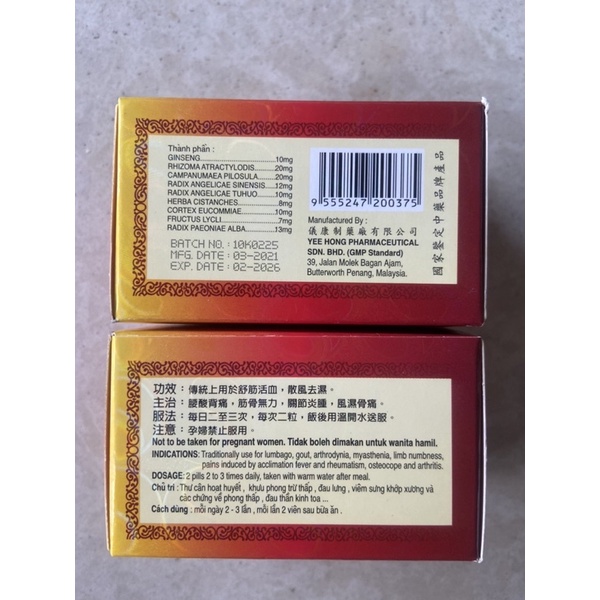 Thành phần :
GINSENG..........................10mg
RHIZOMA ATRACTYLODIS........20mg
CAMPANUMAEA PILOSULA......20mg
RADIX ANGELICAE SINENSIS....12mg
RADIX ANGELICAE TUHUO.......10mg
HERBA CISTANCHES................8mg
CORTEX EUCOMMIAE..............10mg
FRUCTUS LYCLI.......................7mg
RADIX PAEONIAE ALBA............13mg
BATCH NO. : 10K0225
MFG. DATE : 03-2021
EXP. DATE : 02-2026
9 555247 200375
Manufactured By :
儀康制藥廠有限公司
YEE HONG PHARMACEUTICAL
SDN. BHD. (GMP Standard)
39, Jalan Molek Bagan Ajam,
Butterworth Penang, Malaysia.
國家鑒定中藥品牌產品
功效：傳統上用於舒筋活血，散風去濕。
主治：腰酸背痛，筋骨無力，關節炎腫，風濕骨痛。
服法：每日二至三次，每次二粒，飯後用溫開水送服。
注意：孕婦禁止服用。
Not to be taken for pregnant women. Tidak boleh dimakan untuk wanita hamil.
INDICATIONS: Traditionally use for lumbago, gout, arthrodynia, myasthenia, limb numbness,
pains induced by acclimation fever and rheumatism, osteocope and arthritis.
DOSAGE: 2 pills 2 to 3 times daily, taken with warm water after meal.
Chủ trị : Thư cân hoạt huyết , khulu phong trừ thấp , đau lưng , viêm sưng khớp xương và
các chứng về phong thấp , đau thần kinh toa ...
Cách dùng : mỗi ngày 2 - 3 lần , mỗi lần 2 viên sau bữa ăn .